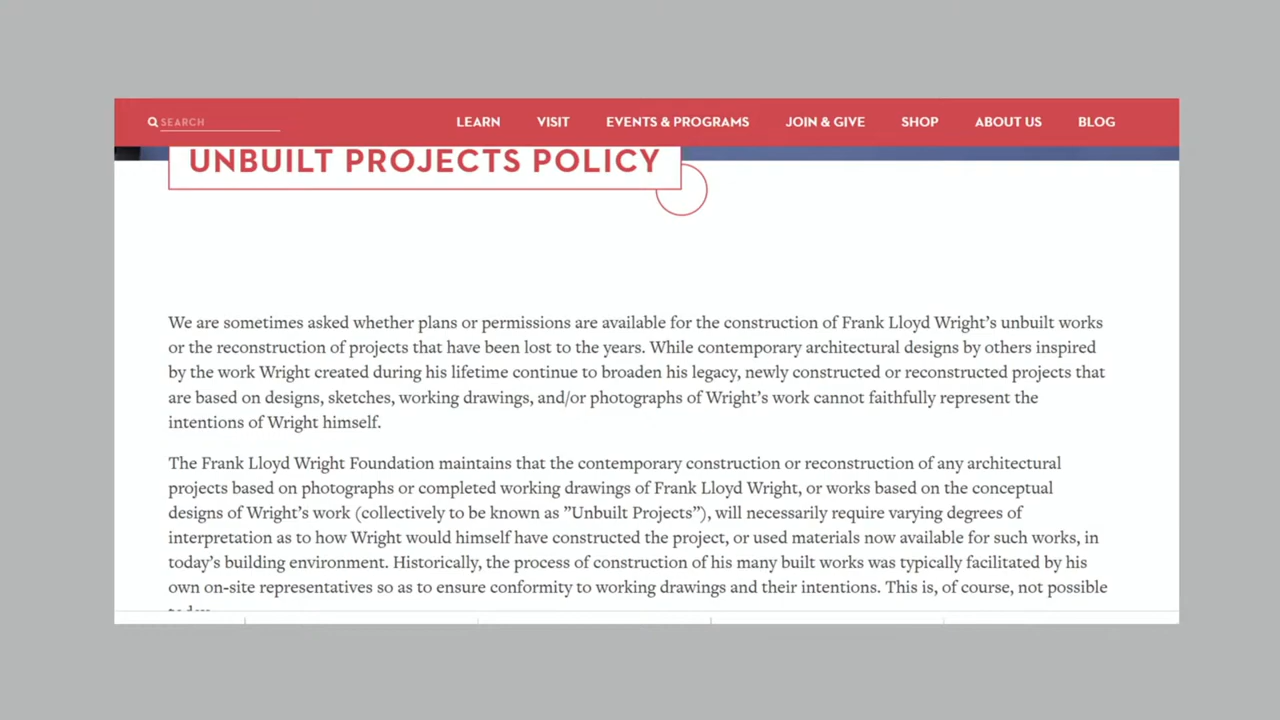 SEARCH
LEARN VISIT EVENTS & PROGRAMS JOIN & GIVE SHOP ABOUT US BLOG
UNBUILT PROJECTS POLICY
We are sometimes asked whether plans or permissions are available for the construction of Frank Lloyd Wright’s unbuilt works
or the reconstruction of projects that have been lost to the years. While contemporary architectural designs by others inspired
by the work Wright created during his lifetime continue to broaden his legacy, newly constructed or reconstructed projects that
are based on designs, sketches, working drawings, and/or photographs of Wright’s work cannot faithfully represent the
intentions of Wright himself.
The Frank Lloyd Wright Foundation maintains that the contemporary construction or reconstruction of any architectural
projects based on photographs or completed working drawings of Frank Lloyd Wright, or works based on the conceptual
designs of Wright’s work (collectively to be known as ”Unbuilt Projects”), will necessarily require varying degrees of
interpretation as to how Wright would himself have constructed the project, or used materials now available for such works, in
today’s building environment. Historically, the process of construction of his many built works was typically facilitated by his
own on-site representatives so as to ensure conformity to working drawings and their intentions. This is, of course, not possible